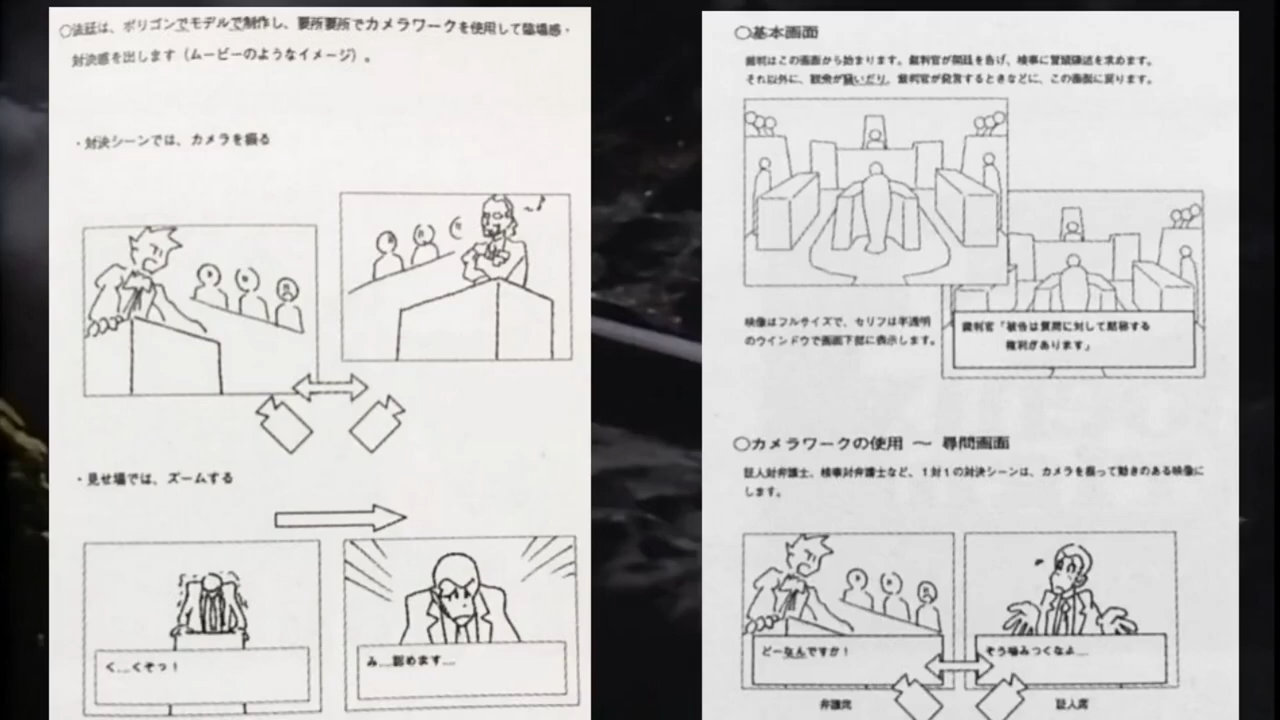 ○法廷は、ポリゴンでモデルで制作し、要所要所でカメラワークを使用して臨場感・
対決感を出します（ムービーのようなイメージ）。
・対決シーンでは、カメラを振る
・見せ場では、ズームする
く…くそっ！
み…認めます…
○基本画面
裁判はこの画面から始まります。裁判官が開廷を告げ、検事に冒頭陳述を求めます。
それ以外に、観衆が騒いだり、裁判官が発言するときなどに、この画面に戻ります。
映像はフルサイズで、セリフは半透明
のウインドウで画面下部に表示します。
裁判官「被告は質問に対して黙秘する
権利があります」
○カメラワークの使用 ～ 尋問画面
証人対弁護士、検事対弁護士など、1対1の対決シーンは、カメラを振って動きのある映像に
します。
どーなんですか！
そう噛みつくなよ…
弁護席
証人席